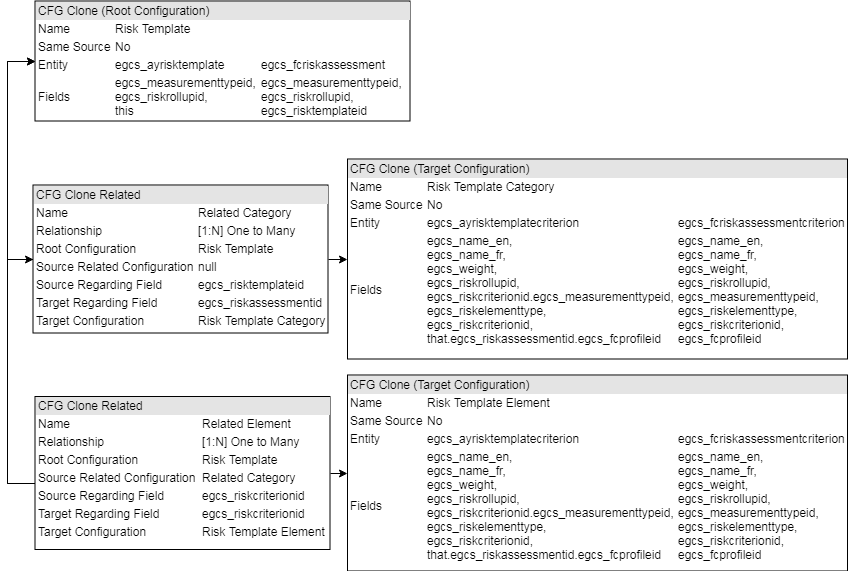 CFG Clone (Root Configuration)
Name Risk Template
Same Source No
Entity egcs_ayrisktemplate egcs_fcriskassessment
Fields
egcs_measurementtypeid, egcs_measurementtypeid,
egcs_riskrollupid, egcs_riskrollupid,
this egcs_risktemplateid
CFG Clone Related
Name Related Category
Relationship [1:N] One to Many
Root Configuration Risk Template
Source Related Configuration null
Source Regarding Field egcs_risktemplateid
Target Regarding Field egcs_riskassessmentid
Target Configuration Risk Template Category
CFG Clone (Target Configuration)
Name Risk Template Category
Same Source No
Entity egcs_ayrisktemplatecriterion egcs_fcriskassessmentcriterion
Fields
egcs_name_en, egcs_name_en,
egcs_name_fr, egcs_name_fr,
egcs_weight, egcs_weight,
egcs_riskrollupid, egcs_riskrollupid,
egcs_riskcriterionid.egcs_measurementtypeid, egcs_measurementtypeid,
egcs_riskelementtype, egcs_riskelementtype,
egcs_riskcriterionid, egcs_riskcriterionid,
that.egcs_riskassessmentid.egcs_fcprofileid egcs_fcprofileid
CFG Clone Related
Name Related Element
Relationship [1:N] One to Many
Root Configuration Risk Template
Source Related Configuration Related Category
Source Regarding Field egcs_riskcriterionid
Target Regarding Field egcs_riskcriterionid
Target Configuration Risk Template Element
CFG Clone (Target Configuration)
Name Risk Template Element
Same Source No
Entity egcs_ayrisktemplatecriterion egcs_fcriskassessmentcriterion
Fields
egcs_name_en, egcs_name_en,
egcs_name_fr, egcs_name_fr,
egcs_weight, egcs_weight,
egcs_riskrollupid, egcs_riskrollupid,
egcs_riskcriterionid.egcs_measurementtypeid, egcs_measurementtypeid,
egcs_riskelementtype, egcs_riskelementtype,
egcs_riskcriterionid, egcs_riskcriterionid,
that.egcs_riskassessmentid.egcs_fcprofileid egcs_fcprofileid